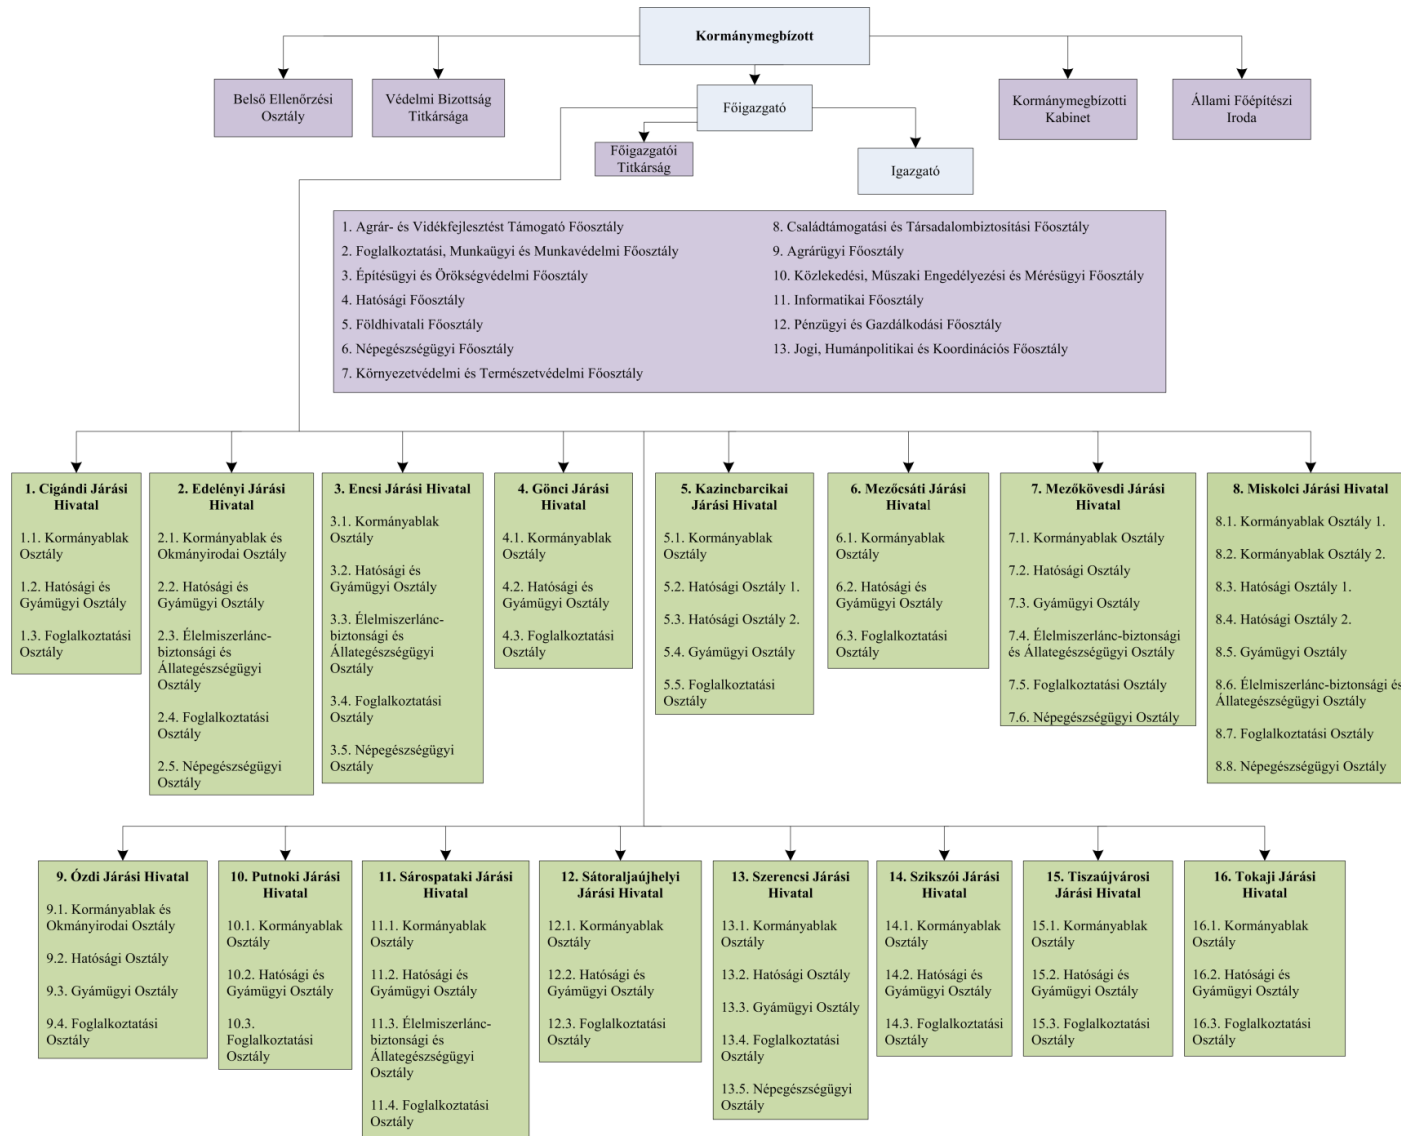 Kormánymegbízott
Belső Ellenőrzési
Osztály
Védelmi Bizottság
Titkársága
Főigazgató
Kormánymegbízotti
Kabinet
Állami Főépítészi
Iroda
Főigazgatói
Titkárság
Igazgató
1. Agrár- és Vidékfejlesztést Támogató Főosztály
2. Foglalkoztatási, Munkaügyi és Munkavédelmi Főosztály
3. Építésügyi és Örökségvédelmi Főosztály
4. Hatósági Főosztály
5. Földhivatali Főosztály
6. Népegészségügyi Főosztály
7. Környezetvédelmi és Természetvédelmi Főosztály
8. Családtámogatási és Társadalombiztosítási Főosztály
9. Agrárügyi Főosztály
10. Közlekedési, Műszaki Engedélyezési és Mérésügyi Főosztály
11. Informatikai Főosztály
12. Pénzügyi és Gazdálkodási Főosztály
13. Jogi, Humánpolitikai és Koordinációs Főosztály
1. Cigándi Járási
Hivatal
1.1. Kormányablak
Osztály
1.2. Hatósági és
Gyámügyi Osztály
1.3. Foglalkoztatási
Osztály
2. Edelényi Járási
Hivatal
2.1. Kormányablak és
Okmányirodai Osztály
2.2. Hatósági és
Gyámügyi Osztály
2.3. Élelmiszerlánc-
biztonsági és
Állategészségügyi
Osztály
2.4. Foglalkoztatási
Osztály
2.5. Népegészségügyi
Osztály
3. Encsi Járási Hivatal
3.1. Kormányablak
Osztály
3.2. Hatósági és
Gyámügyi Osztály
3.3. Élelmiszerlánc-
biztonsági és
Állategészségügyi
Osztály
3.4. Foglalkoztatási
Osztály
3.5. Népegészségügyi
Osztály
4. Gönci Járási
Hivatal
4.1. Kormányablak
Osztály
4.2. Hatósági és
Gyámügyi Osztály
4.3. Foglalkoztatási
Osztály
5. Kazincbarcikai
Járási Hivatal
5.1. Kormányablak
Osztály
5.2. Hatósági Osztály 1.
5.3. Hatósági Osztály 2.
5.4. Gyámügyi Osztály
5.5. Foglalkoztatási
Osztály
6. Mezőcsáti Járási
Hivatal
6.1. Kormányablak
Osztály
6.2. Hatósági és
Gyámügyi Osztály
6.3. Foglalkoztatási
Osztály
7. Mezőkövesdi Járási
Hivatal
7.1. Kormányablak Osztály
7.2. Hatósági Osztály
7.3. Gyámügyi Osztály
7.4. Élelmiszerlánc-biztonsági
és Állategészségügyi Osztály
7.5. Foglalkoztatási Osztály
7.6. Népegészségügyi Osztály
8. Miskolci Járási Hivatal
8.1. Kormányablak Osztály 1.
8.2. Kormányablak Osztály 2.
8.3. Hatósági Osztály 1.
8.4. Hatósági Osztály 2.
8.5. Gyámügyi Osztály
8.6. Élelmiszerlánc-biztonsági és
Állategészségügyi Osztály
8.7. Foglalkoztatási Osztály
8.8. Népegészségügyi Osztály
9. Ózdi Járási Hivatal
9.1. Kormányablak és
Okmányirodai Osztály
9.2. Hatósági Osztály
9.3. Gyámügyi Osztály
9.4. Foglalkoztatási
Osztály
10. Putnoki Járási
Hivatal
10.1. Kormányablak
Osztály
10.2. Hatósági és
Gyámügyi Osztály
10.3.
Foglalkoztatási
Osztály
11. Sárospataki Járási
Hivatal
11.1. Kormányablak
Osztály
11.2. Hatósági és
Gyámügyi Osztály
11.3. Élelmiszerlánc-
biztonsági és
Állategészségügyi
Osztály
11.4. Foglalkoztatási
Osztály
12. Sátoraljaújhelyi
Járási Hivatal
12.1. Kormányablak
Osztály
12.2. Hatósági és
Gyámügyi Osztály
12.3. Foglalkoztatási
Osztály
13. Szerencsi Járási
Hivatal
13.1. Kormányablak
Osztály
13.2. Hatósági Osztály
13.3. Gyámügyi Osztály
13.4. Foglalkoztatási
Osztály
13.5. Népegészségügyi
Osztály
14. Szikszói Járási
Hivatal
14.1. Kormányablak
Osztály
14.2. Hatósági és
Gyámügyi Osztály
14.3. Foglalkoztatási
Osztály
15. Tiszaújvárosi
Járási Hivatal
15.1. Kormányablak
Osztály
15.2. Hatósági és
Gyámügyi Osztály
15.3. Foglalkoztatási
Osztály
16. Tokaji Járási
Hivatal
16.1. Kormányablak
Osztály
16.2. Hatósági és
Gyámügyi Osztály
16.3. Foglalkoztatási
Osztály